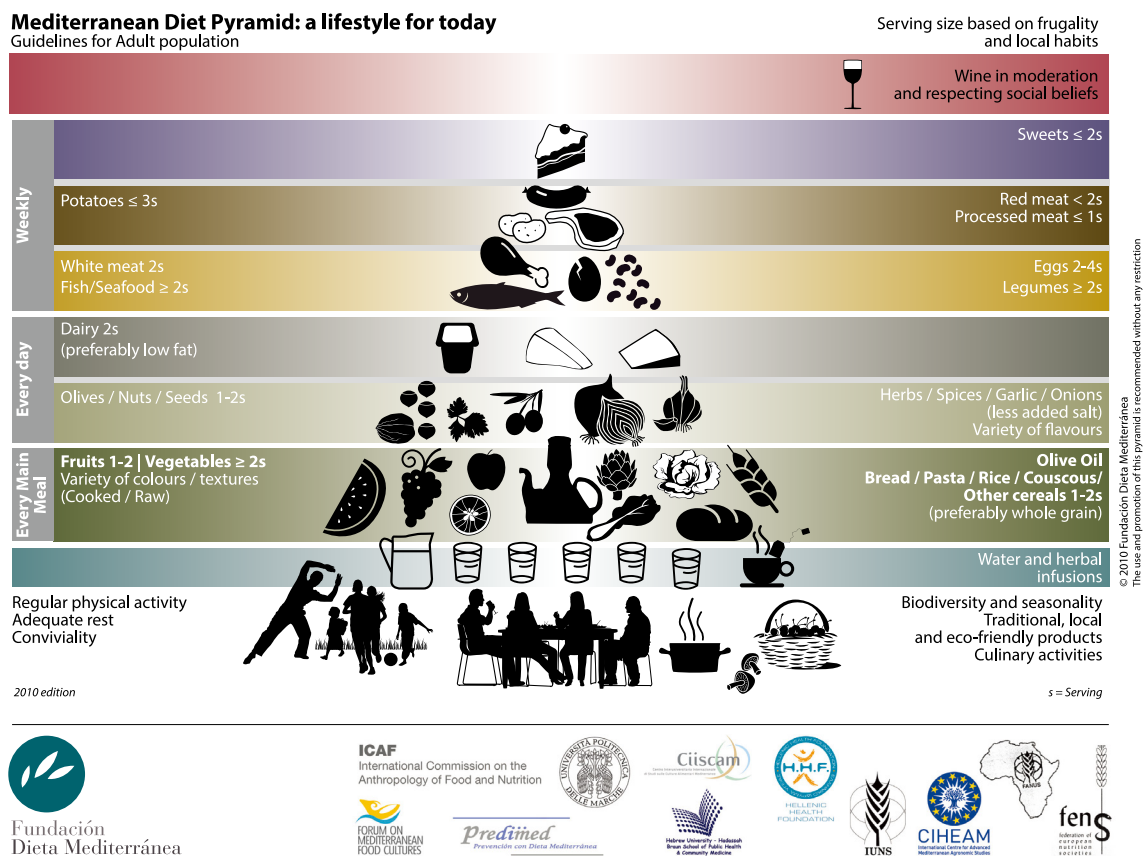 Mediterranean Diet Pyramid: a lifestyle for today
Guidelines for Adult population
Serving size based on frugality
and local habits
Wine in moderation
and respecting social beliefs
Weekly
Sweets ≤ 2s
Potatoes ≤ 3s
Red meat < 2s
Processed meat ≤ 1s
White meat 2s
Fish/Seafood ≥ 2s
Eggs 2-4s
Legumes ≥ 2s
Every day
Dairy 2s
(preferably low fat)
Olives / Nuts / Seeds 1-2s
Herbs / Spices / Garlic / Onions
(less added salt)
Variety of flavours
Every Main
Meal
Fruits 1-2 | Vegetables ≥ 2s
Variety of colours / textures
(Cooked / Raw)
Olive Oil
Bread / Pasta / Rice / Couscous/
Other cereals 1-2s
(preferably whole grain)
Water and herbal
infusions
Regular physical activity
Adequate rest
Conviviality
Biodiversity and seasonality
Traditional, local
and eco-friendly products
Culinary activities
2010 edition
s = Serving
© 2010 Fundación Dieta Mediterránea
The use and promotion of this pyramid is recommended without any restriction
Fundación
Dieta Mediterránea
ICAF
International Commission on the
Anthropology of Food and Nutrition
UNIVERSITÀ POLITECNICA
DELLE MARCHE
Ciiscam
H.H.F.
HELLENIC
HEALTH
FOUNDATION
FORUM ON
MEDITERRANEAN
FOOD CULTURES
Predimed
Prevención con Dieta Mediterránea
Hebrew University - Hadassah
Braun School of Public Health
& Community Medicine
IUNS
CIHEAM
International Centre for Advanced
Mediterranean Agronomic Studies
FANUS
fens
federation of
european
nutrition
societies